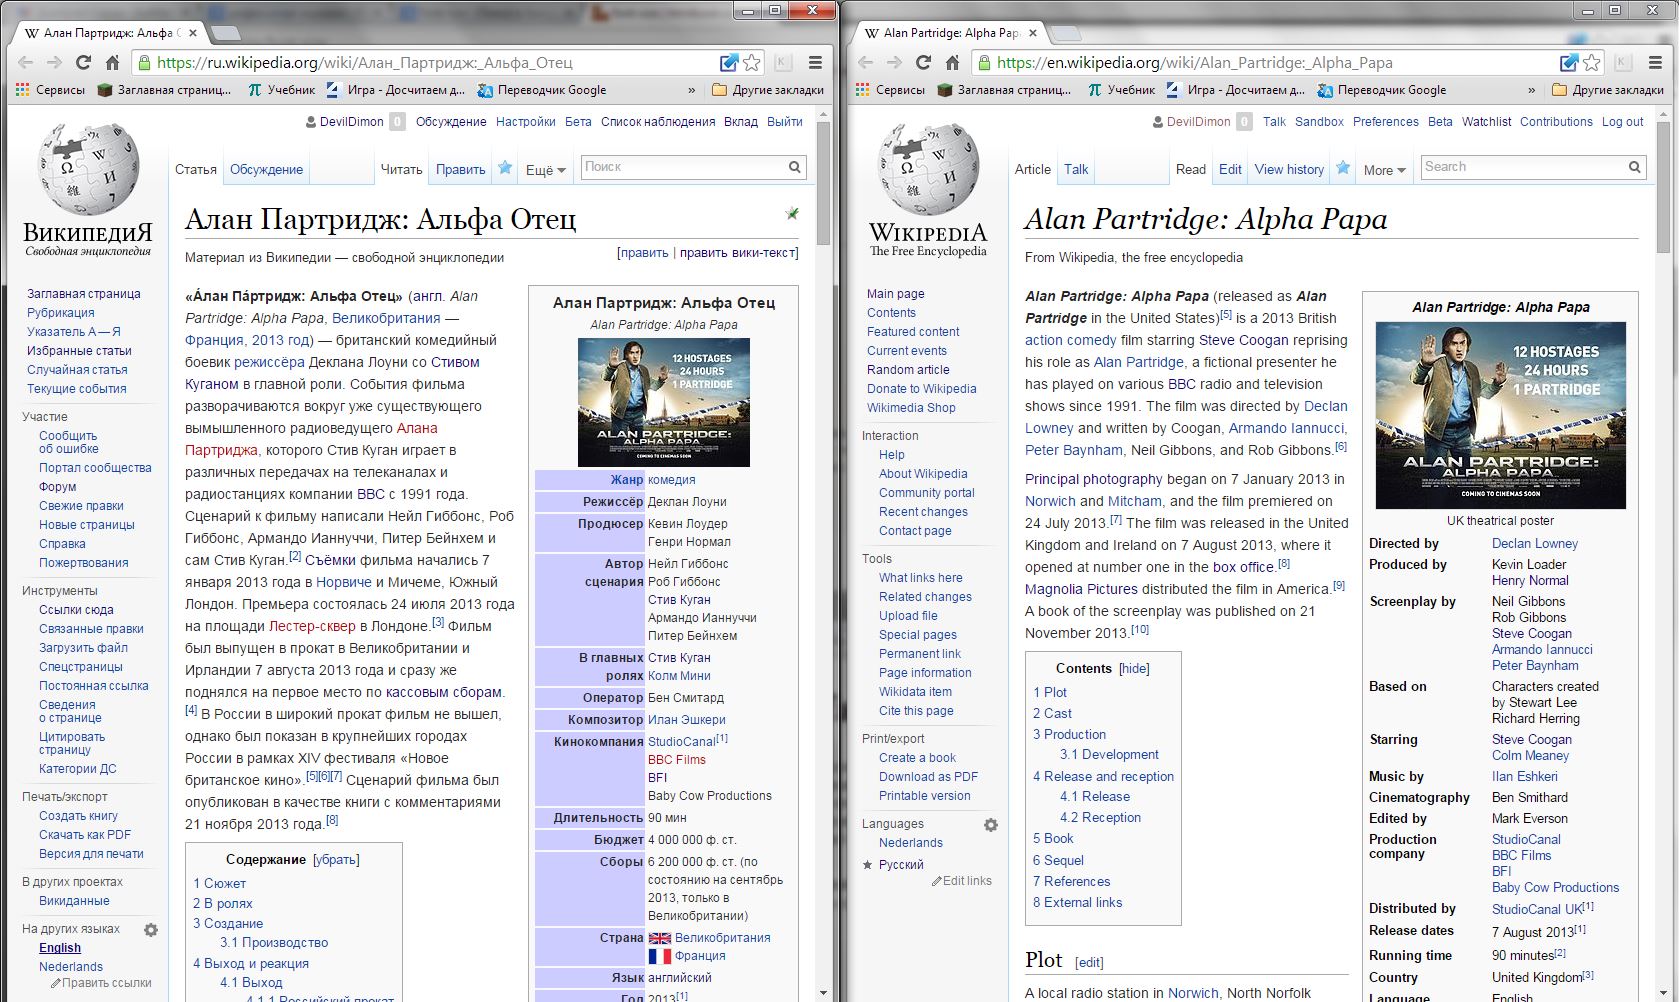 Алан Партридж: Альфа О
https://ru.wikipedia.org/wiki/Алан_Партридж:_Альфа_Отец
Сервисы Заглавная страниц... Учебник Игра - Досчитаем д... Переводчик Google » Другие закладки
DevilDimon 0 Обсуждение Настройки Бета Список наблюдения Вклад Выйти
Статья Обсуждение Читать Править Ещё Поиск
ВикипедиЯ
Свободная энциклопедия
Заглавная страница
Рубрикация
Указатель А — Я
Избранные статьи
Случайная статья
Текущие события
Участие
Сообщить
об ошибке
Портал сообщества
Форум
Свежие правки
Новые страницы
Справка
Пожертвования
Инструменты
Ссылки сюда
Связанные правки
Загрузить файл
Спецстраницы
Постоянная ссылка
Сведения
о странице
Цитировать
страницу
Категории ДС
Печать/экспорт
Создать книгу
Скачать как PDF
Версия для печати
В других проектах
Викиданные
На других языках
English
Nederlands
Править ссылки
Алан Партридж: Альфа Отец
Материал из Википедии — свободной энциклопедии
[править | править вики-текст]
«А́лан Па́ртридж: Альфа Отец» (англ. Alan
Partridge: Alpha Papa, Великобритания —
Франция, 2013 год) — британский комедийный
боевик режиссёра Деклана Лоуни со Стивом
Куганом в главной роли. События фильма
разворачиваются вокруг уже существующего
вымышленного радиоведущего Алана
Партриджа, которого Стив Куган играет в
различных передачах на телеканалах и
радиостанциях компании BBC с 1991 года.
Сценарий к фильму написали Нейл Гиббонс, Роб
Гиббонс, Армандо Ианнуччи, Питер Бейнхем и
сам Стив Куган.[2] Съёмки фильма начались 7
января 2013 года в Норвиче и Мичеме, Южный
Лондон. Премьера состоялась 24 июля 2013 года
на площади Лестер-сквер в Лондоне.[3] Фильм
был выпущен в прокат в Великобритании и
Ирландии 7 августа 2013 года и сразу же
поднялся на первое место по кассовым сборам.
[4] В России в широкий прокат фильм не вышел,
однако был показан в крупнейших городах
России в рамках XIV фестиваля «Новое
британское кино».[5][6][7] Сценарий фильма был
опубликован в качестве книги с комментариями
21 ноября 2013 года.[8]
Содержание [убрать]
1 Сюжет
2 В ролях
3 Создание
3.1 Производство
4 Выход и реакция
4.1 Выход
4.1.1 Российский прокат
Алан Партридж: Альфа Отец
Alan Partridge: Alpha Papa
12 HOSTAGES
24 HOURS
1 PARTRIDGE
ALAN PARTRIDGE:
ALPHA PAPA
COMING TO CINEMAS SOON
Жанр комедия
Режиссёр Деклан Лоуни
Продюсер Кевин Лоудер
Генри Нормал
Автор Нейл Гиббонс
сценария Роб Гиббонс
Стив Куган
Армандо Ианнуччи
Питер Бейнхем
В главных Стив Куган
ролях Колм Мини
Оператор Бен Смитард
Композитор Илан Эшкери
Кинокомпания StudioCanal[1]
BBC Films
BFI
Baby Cow Productions
Длительность 90 мин
Бюджет 4 000 000 ф. ст.
Сборы 6 200 000 ф. ст. (по
состоянию на сентябрь
2013, только в
Великобритании)
Страна Великобритания
Франция
Язык английский
Год 2013[1]
Alan Partridge: Alpha Pap
https://en.wikipedia.org/wiki/Alan_Partridge:_Alpha_Papa
Сервисы Заглавная страниц... Учебник Игра - Досчитаем д... Переводчик Google » Другие закладки
DevilDimon 0 Talk Sandbox Preferences Beta Watchlist Contributions Log out
Article Talk Read Edit View history More Search
WIKIPEDIA
The Free Encyclopedia
Main page
Contents
Featured content
Current events
Random article
Donate to Wikipedia
Wikimedia Shop
Interaction
Help
About Wikipedia
Community portal
Recent changes
Contact page
Tools
What links here
Related changes
Upload file
Special pages
Permanent link
Page information
Wikidata item
Cite this page
Print/export
Create a book
Download as PDF
Printable version
Languages
Nederlands
Русский
Edit links
Alan Partridge: Alpha Papa
From Wikipedia, the free encyclopedia
Alan Partridge: Alpha Papa (released as Alan
Partridge in the United States)[5] is a 2013 British
action comedy film starring Steve Coogan reprising
his role as Alan Partridge, a fictional presenter he
has played on various BBC radio and television
shows since 1991. The film was directed by Declan
Lowney and written by Coogan, Armando Iannucci,
Peter Baynham, Neil Gibbons, and Rob Gibbons.[6]
Principal photography began on 7 January 2013 in
Norwich and Mitcham, and the film premiered on
24 July 2013.[7] The film was released in the United
Kingdom and Ireland on 7 August 2013, where it
opened at number one in the box office.[8]
Magnolia Pictures distributed the film in America.[9]
A book of the screenplay was published on 21
November 2013.[10]
Contents [hide]
1 Plot
2 Cast
3 Production
3.1 Development
4 Release and reception
4.1 Release
4.2 Reception
5 Book
6 Sequel
7 References
8 External links
Plot [edit]
A local radio station in Norwich, North Norfolk
Alan Partridge: Alpha Papa
12 HOSTAGES
24 HOURS
1 PARTRIDGE
ALAN PARTRIDGE:
ALPHA PAPA
COMING TO CINEMAS SOON
UK theatrical poster
Directed by Declan Lowney
Produced by Kevin Loader
Henry Normal
Screenplay by Neil Gibbons
Rob Gibbons
Steve Coogan
Armando Iannucci
Peter Baynham
Based on Characters created
by Stewart Lee
Richard Herring
Starring Steve Coogan
Colm Meaney
Music by Ilan Eshkeri
Cinematography Ben Smithard
Edited by Mark Everson
Production StudioCanal
company BBC Films
BFI
Baby Cow Productions
Distributed by StudioCanal UK[1]
Release dates 7 August 2013[1]
Running time 90 minutes[2]
Country United Kingdom[3]
Language English